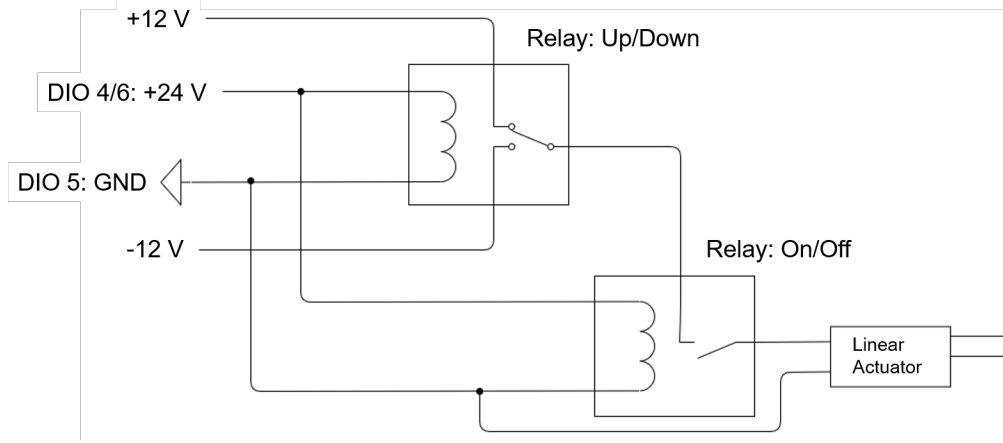 +12 V
Relay: Up/Down
DIO 4/6: +24 V
DIO 5: GND
-12 V
Relay: On/Off
Linear
Actuator